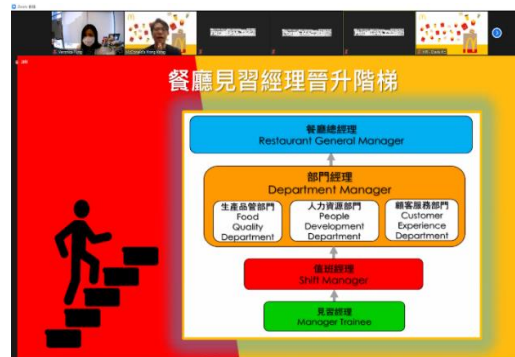 餐廳見習經理晉升階梯
餐廳總經理
Restaurant General Manager
部門經理
Department Manager
生產品管部門
Food
Quality
Department
人力資源部門
People
Development
Department
顧客服務部門
Customer
Experience
Department
值班經理
Shift Manager
見習經理
Manager Trainee